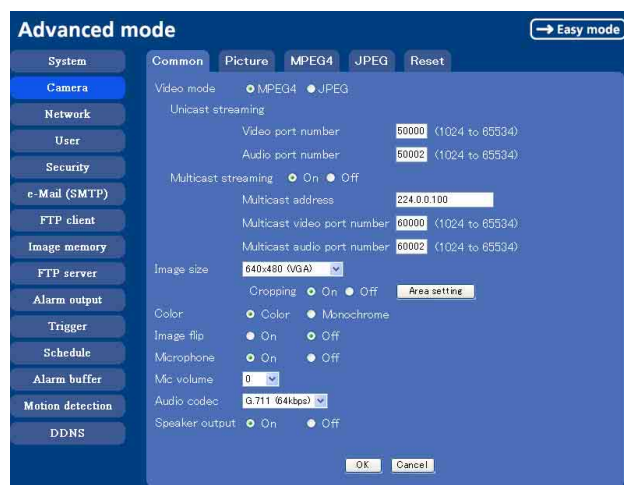 Advanced mode
→ Easy mode
System
Camera
Network
User
Security
e-Mail (SMTP)
FTP client
Image memory
FTP server
Alarm output
Trigger
Schedule
Alarm buffer
Motion detection
DDNS
Common Picture MPEG4 JPEG Reset
Video mode MPEG4 JPEG
Unicast streaming
Video port number 50000 (1024 to 65534)
Audio port number 50002 (1024 to 65534)
Multicast streaming On Off
Multicast address 224.0.0.100
Multicast video port number 60000 (1024 to 65534)
Multicast audio port number 60002 (1024 to 65534)
Image size 640x480 (VGA)
Cropping On Off Area setting
Color Color Monochrome
Image flip On Off
Microphone On Off
Mic volume 0
Audio codec G.711 (64kbps)
Speaker output On Off
OK Cancel